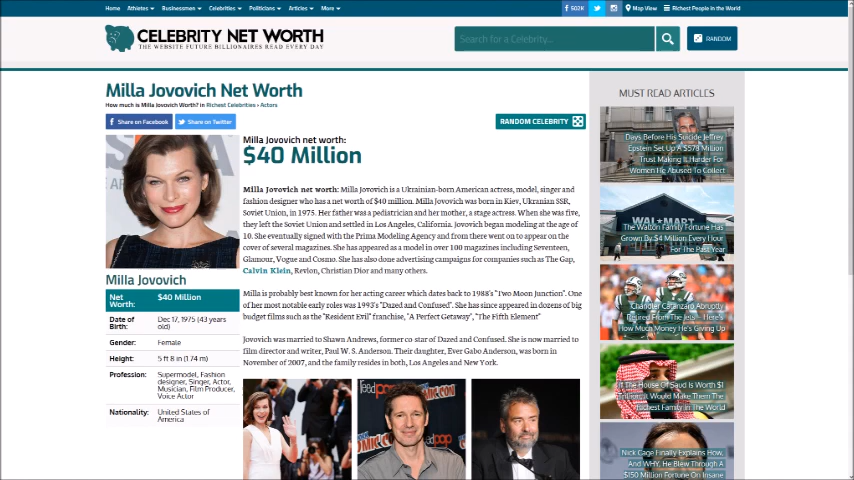 Home Athletes Businessmen Celebrities Politicians Articles More
502K Map View Richest People in the World
CELEBRITY NET WORTH
THE WEBSITE FUTURE BILLIONAIRES READ EVERY DAY
Search for a Celebrity...
RANDOM
Milla Jovovich Net Worth
How much is Milla Jovovich Worth? in Richest Celebrities › Actors
Share on Facebook Share on Twitter
RANDOM CELEBRITY
Milla Jovovich net worth:
$40 Million
Milla Jovovich net worth: Milla Jovovich is a Ukrainian-born American actress, model, singer and
fashion designer who has a net worth of $40 million. Milla Jovovich was born in Kiev, Ukranian SSR,
Soviet Union, in 1975. Her father was a pedistrician and her mother, a stage actress. When she was five,
they left the Soviet Union and settled in Los Angeles, California. Jovovich began modeling at the age of
10. She eventually signed with the Prima Modeling Agency and from there went on to appear on the
cover of several magazines. She has appeared as a model in over 100 magazines including Seventeen,
Glamour, Vogue and Cosmo. She has also done advertising campaigns for companies such as The Gap,
Calvin Klein, Revlon, Christian Dior and many others.
Milla is probably best known for her acting career which dates back to 1988's "Two Moon Junction". One
of her most notable early roles was 1993's "Dazed and Confused". She has since appeared in dozens of big
budget films such as the "Resident Evil" franchise, "A Perfect Getaway", "The Fifth Element"
Jovovich was married to Shawn Andrews, former co-star of Dazed and Confused. She is now married to
film director and writer, Paul W. S. Anderson. Their daughter, Ever Gabo Anderson, was born in
November of 2007, and the family resides in both, Los Angeles and New York.
Milla Jovovich
Net Worth: $40 Million
Date of Birth: Dec 17, 1975 (43 years old)
Gender: Female
Height: 5 ft 8 in (1.74 m)
Profession: Supermodel, Fashion designer, Singer, Actor, Musician, Film Producer, Voice Actor
Nationality: United States of America
MUST READ ARTICLES
Days Before His Suicide Jeffrey
Epstein Set Up A $578 Million
Trust Making It Harder For
Women He Abused To Collect
WAL★MART
The Walton Family Fortune Has
Grown By $4 Million Every Hour
For The Past Year
Chandler Catanzaro Abruptly
Retired From The Jets – Here's
How Much Money He's Giving Up
If The House Of Saud Is Worth $1
Trillion, It Would Make Them The
Richest Family In The World
Nick Cage Finally Explains How,
And WHY, He Blew Through A
$150 Million Fortune On Insane